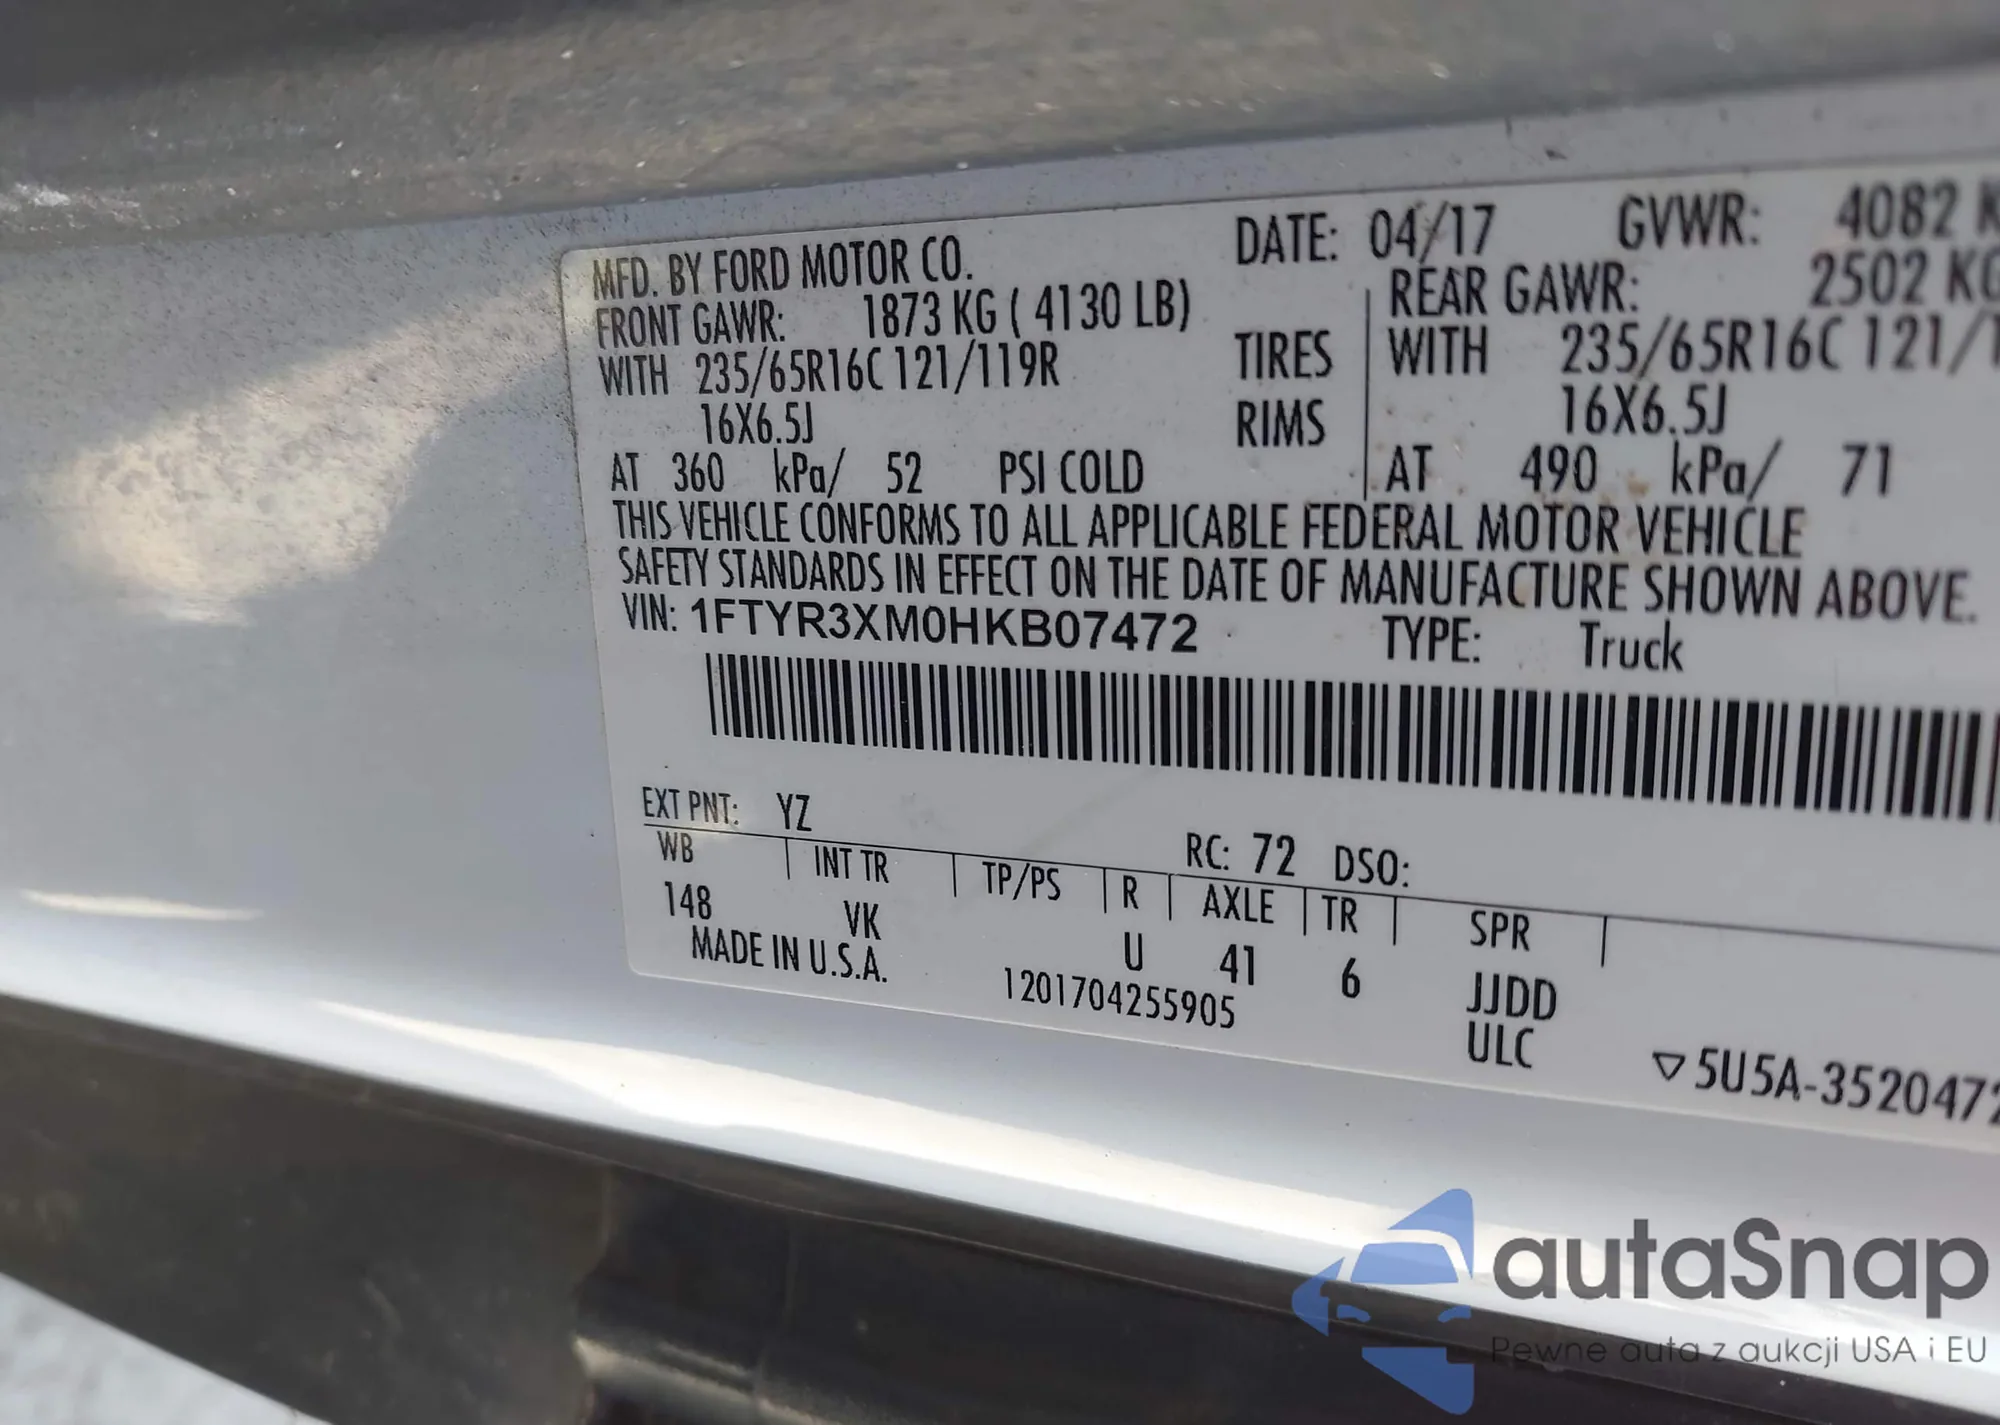 MFD. BY FORD MOTOR CO. DATE: 04/17 GVWR: 4082 K
FRONT GAWR: 1873 KG ( 4130 LB) REAR GAWR: 2502 KG
WITH 235/65R16C 121/119R TIRES WITH 235/65R16C 121/1
16X6.5J RIMS 16X6.5J
AT 360 kPa/ 52 PSI COLD AT 490 kPa/ 71
THIS VEHICLE CONFORMS TO ALL APPLICABLE FEDERAL MOTOR VEHICLE
SAFETY STANDARDS IN EFFECT ON THE DATE OF MANUFACTURE SHOWN ABOVE.
VIN: 1FTYR3XM0HKB07472 TYPE: Truck
EXT PNT: YZ RC: 72 DSO:
WB INT TR TP/PS R AXLE TR SPR
148 VK U 41 6 JJDD
MADE IN U.S.A. 1201704255905 ULC
▽5U5A-3520472
autaSnap
Pewne auta z aukcji USA i EU